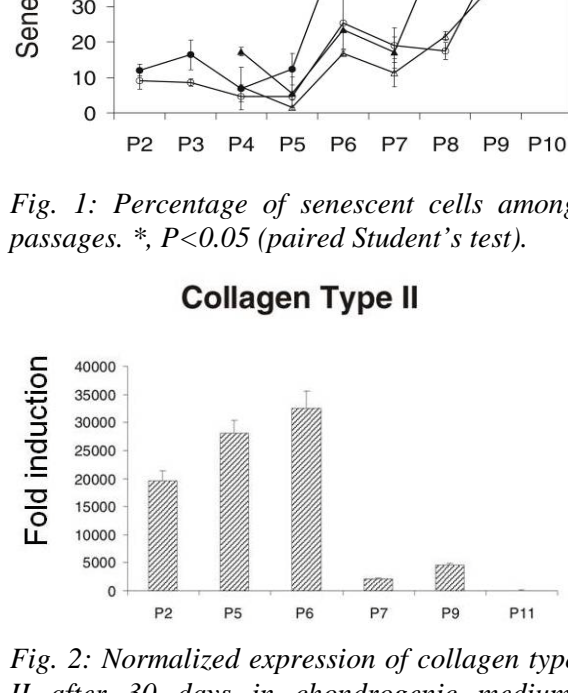 Senes
30
20
10
0
P2 P3 P4 P5 P6 P7 P8 P9 P10
Fig. 1: Percentage of senescent cells among
passages. *, P<0.05 (paired Student's test).
Collagen Type II
Fold induction
40000
35000
30000
25000
20000
15000
10000
5000
0
P2 P5 P6 P7 P9 P11
Fig. 2: Normalized expression of collagen type
II after 30 days in chondrogenic medium